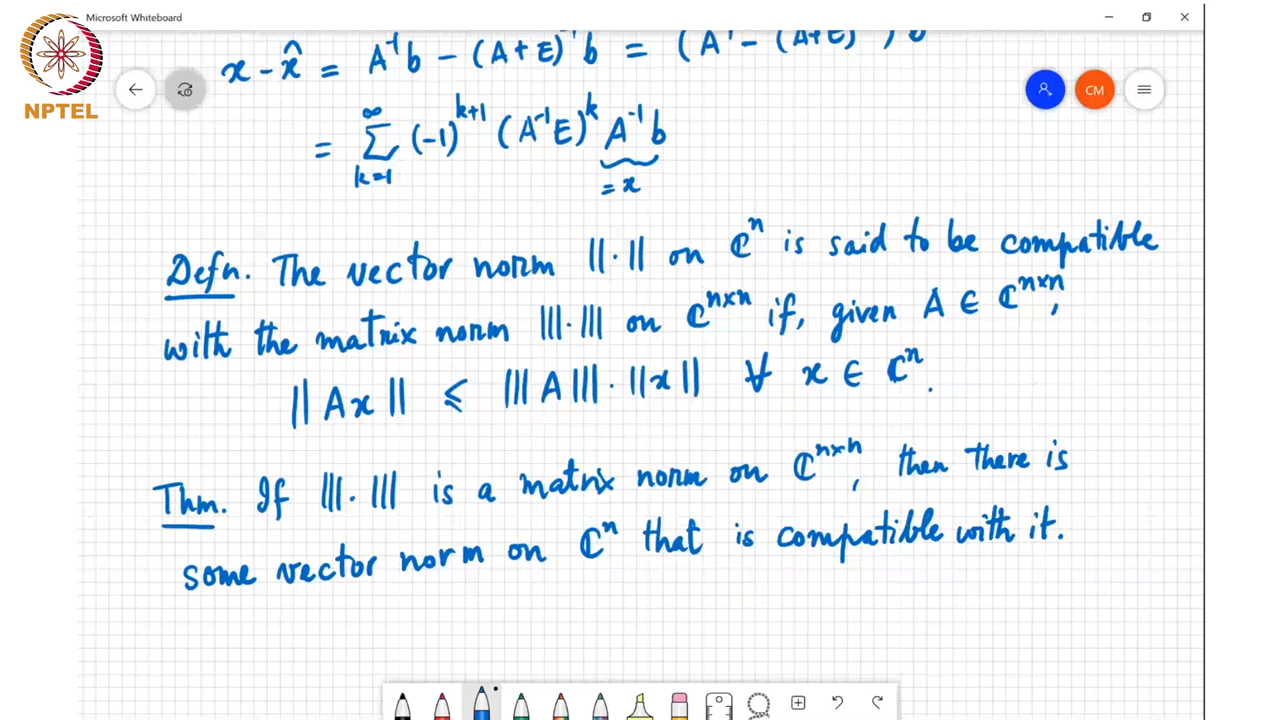 Microsoft Whiteboard
NPTEL
CM
x - x̂ = A⁻¹b - (A+E)⁻¹b = (A⁻¹ - (A+E)⁻¹) b
= ∑_{k=1}^{∞} (-1)^{k+1} (A⁻¹E)^k A⁻¹b
= x
Defn. The vector norm ||·|| on ℂⁿ is said to be compatible
with the matrix norm |||·||| on ℂⁿˣⁿ if, given A ∈ ℂⁿˣⁿ,
||Ax|| ≤ |||A|||·||x|| ∀ x ∈ ℂⁿ.
Thm. If |||·||| is a matrix norm on ℂⁿˣⁿ, then there is
some vector norm on ℂⁿ that is compatible with it.